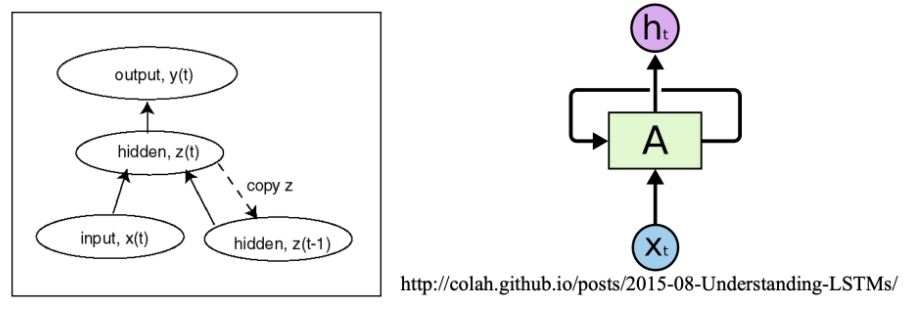 output, y(t)
hidden, z(t)
copy z
input, x(t)
hidden, z(t-1)
ht
A
xt
http://colah.github.io/posts/2015-08-Understanding-LSTMs/